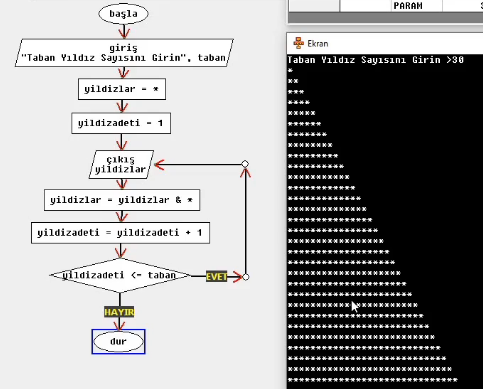 PARAM
başla
giriş
"Taban Yıldız Sayısını Girin", taban
yildizlar = *
yildizadeti = 1
çıkış
yildizlar
yildizlar = yildizlar & *
yildizadeti = yildizadeti + 1
yildizadeti <= taban
EVET
HAYIR
dur
Ekran
Taban Yıldız Sayısını Girin >30
*
**
***
****
*****
******
*******
********
*********
**********
***********
************
*************
**************
***************
****************
*****************
******************
*******************
********************
*********************
**********************
***********************
************************
*************************
**************************
***************************
****************************
*****************************
******************************